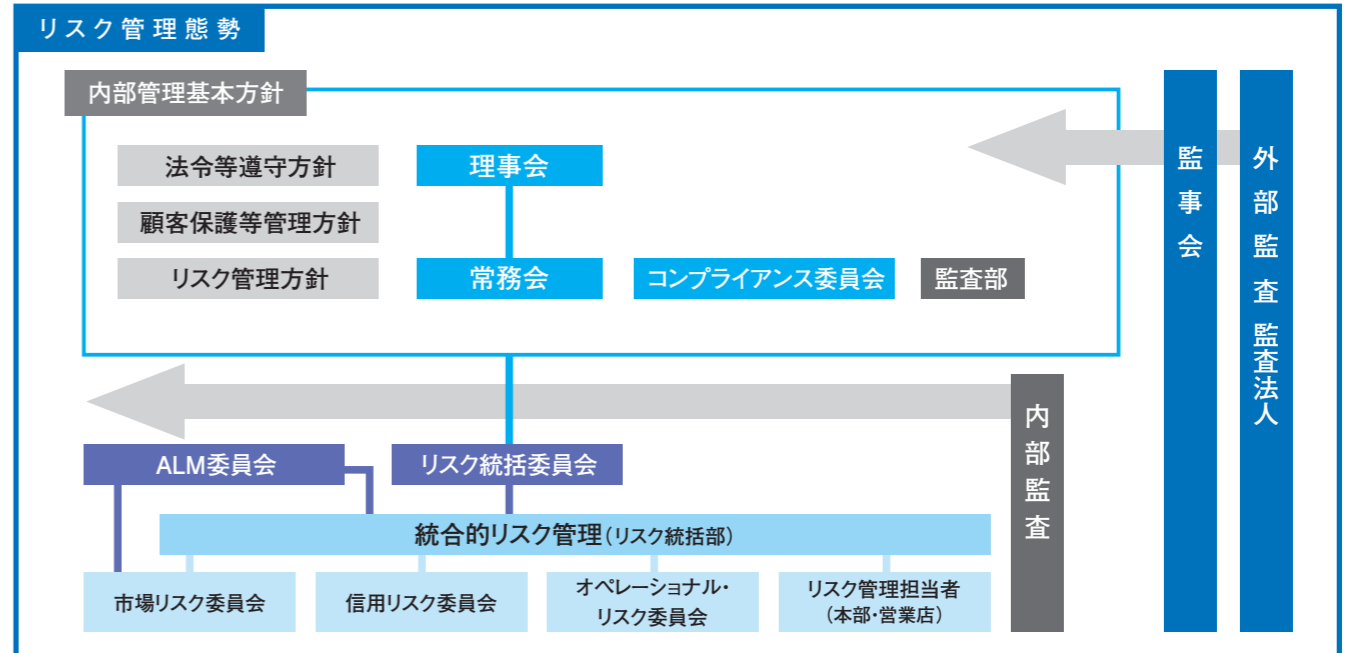 リスク管理態勢
内部管理基本方針
法令等遵守方針
理事会
顧客保護等管理方針
リスク管理方針
常務会
コンプライアンス委員会
監査部
監事会
外部監査 監査法人
内部監査
ALM委員会
リスク統括委員会
統合的リスク管理(リスク統括部)
市場リスク委員会
信用リスク委員会
オペレーショナル・
リスク委員会
リスク管理担当者
(本部・営業店)